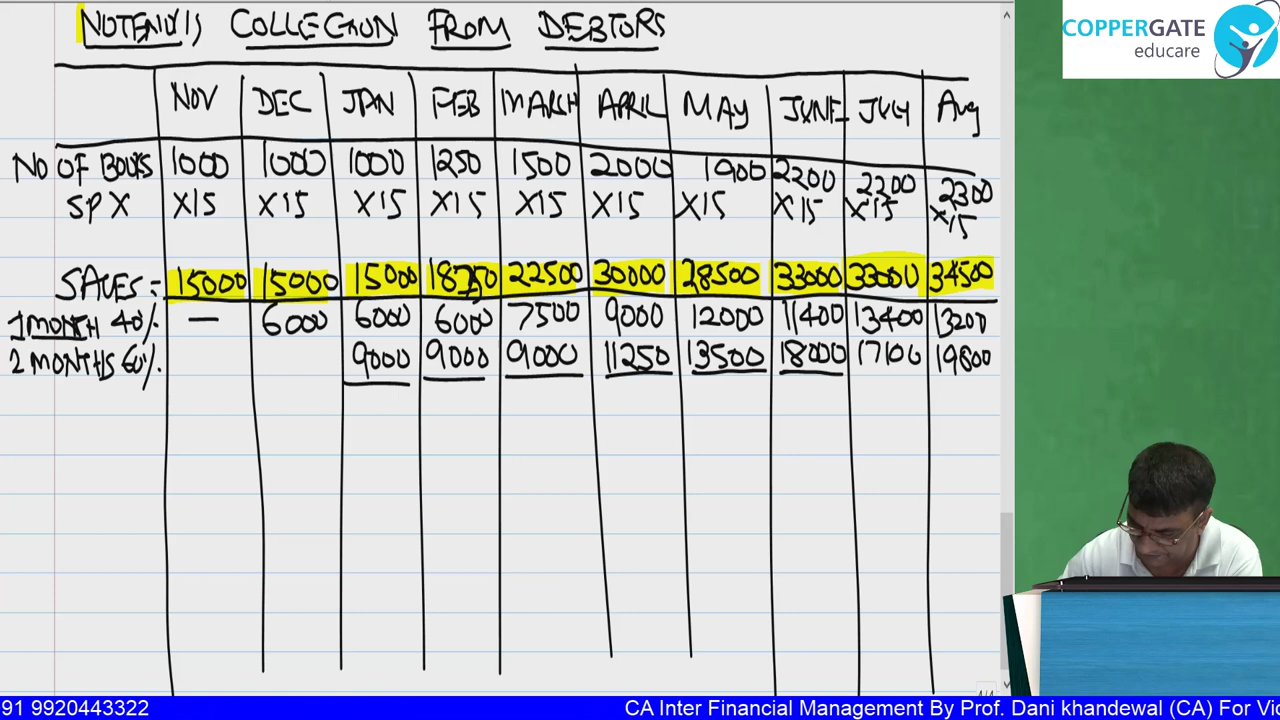 COPPERGATE
educare
COLLECTION FROM DEBTORS
NOV DEC JAN FEB MARCH APRIL MAY JUNE JULY Aug
NO OF BOOKS 1000 1000 1000 1250 1500 2000 1900 2200 2200 2300
SP X X15 X15 X15 X15 X15 X15 X15 X15 X15 X15
SALES = 15000 15000 15000 18750 22500 30000 28500 33000 33000 34500
1 MONTH 40% — 6000 6000 6000 7500 9000 12000 11400 13400 13200
2 MONTHS 60% 9000 9000 9000 11250 13500 18000 17100 19800
91 9920443322 CA Inter Financial Management By Prof. Dani khandewal (CA) For Vid